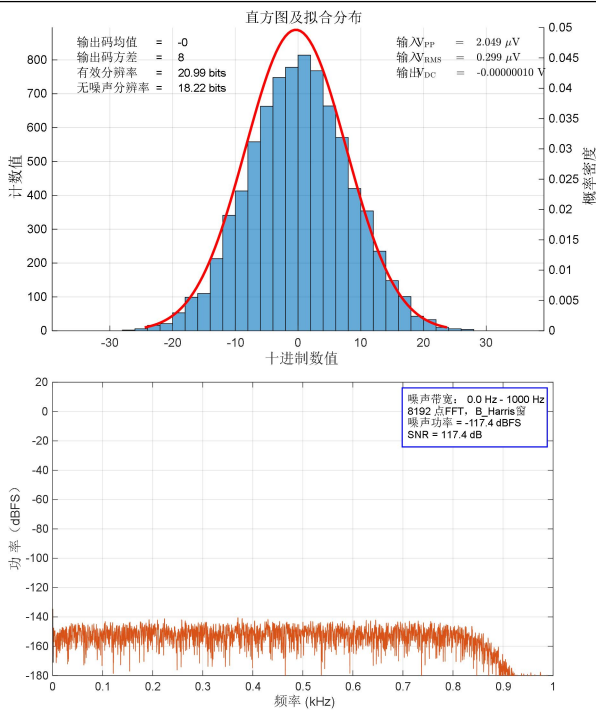 直方图及拟合分布
输出码均值 = -0
输出码方差 = 8
有效分辨率 = 20.99 bits
无噪声分辨率 = 18.22 bits
输入VPP = 2.049 μV
输入VRMS = 0.299 μV
输出VDC = -0.00000010 V
计数值
800
700
600
500
400
300
200
100
0
0.05
0.045
0.04
0.035
0.03
0.025
0.02
0.015
0.01
0.005
0
概率密度
-30 -20 -10 0 10 20 30
十进制数值
噪声带宽: 0.0 Hz - 1000 Hz
8192 点FFT，B_Harris窗
噪声功率 = -117.4 dBFS
SNR = 117.4 dB
功 率（dBFS）
20
0
-20
-40
-60
-80
-100
-120
-140
-160
-180
0 0.1 0.2 0.3 0.4 0.5 0.6 0.7 0.8 0.9 1
频率 (kHz)